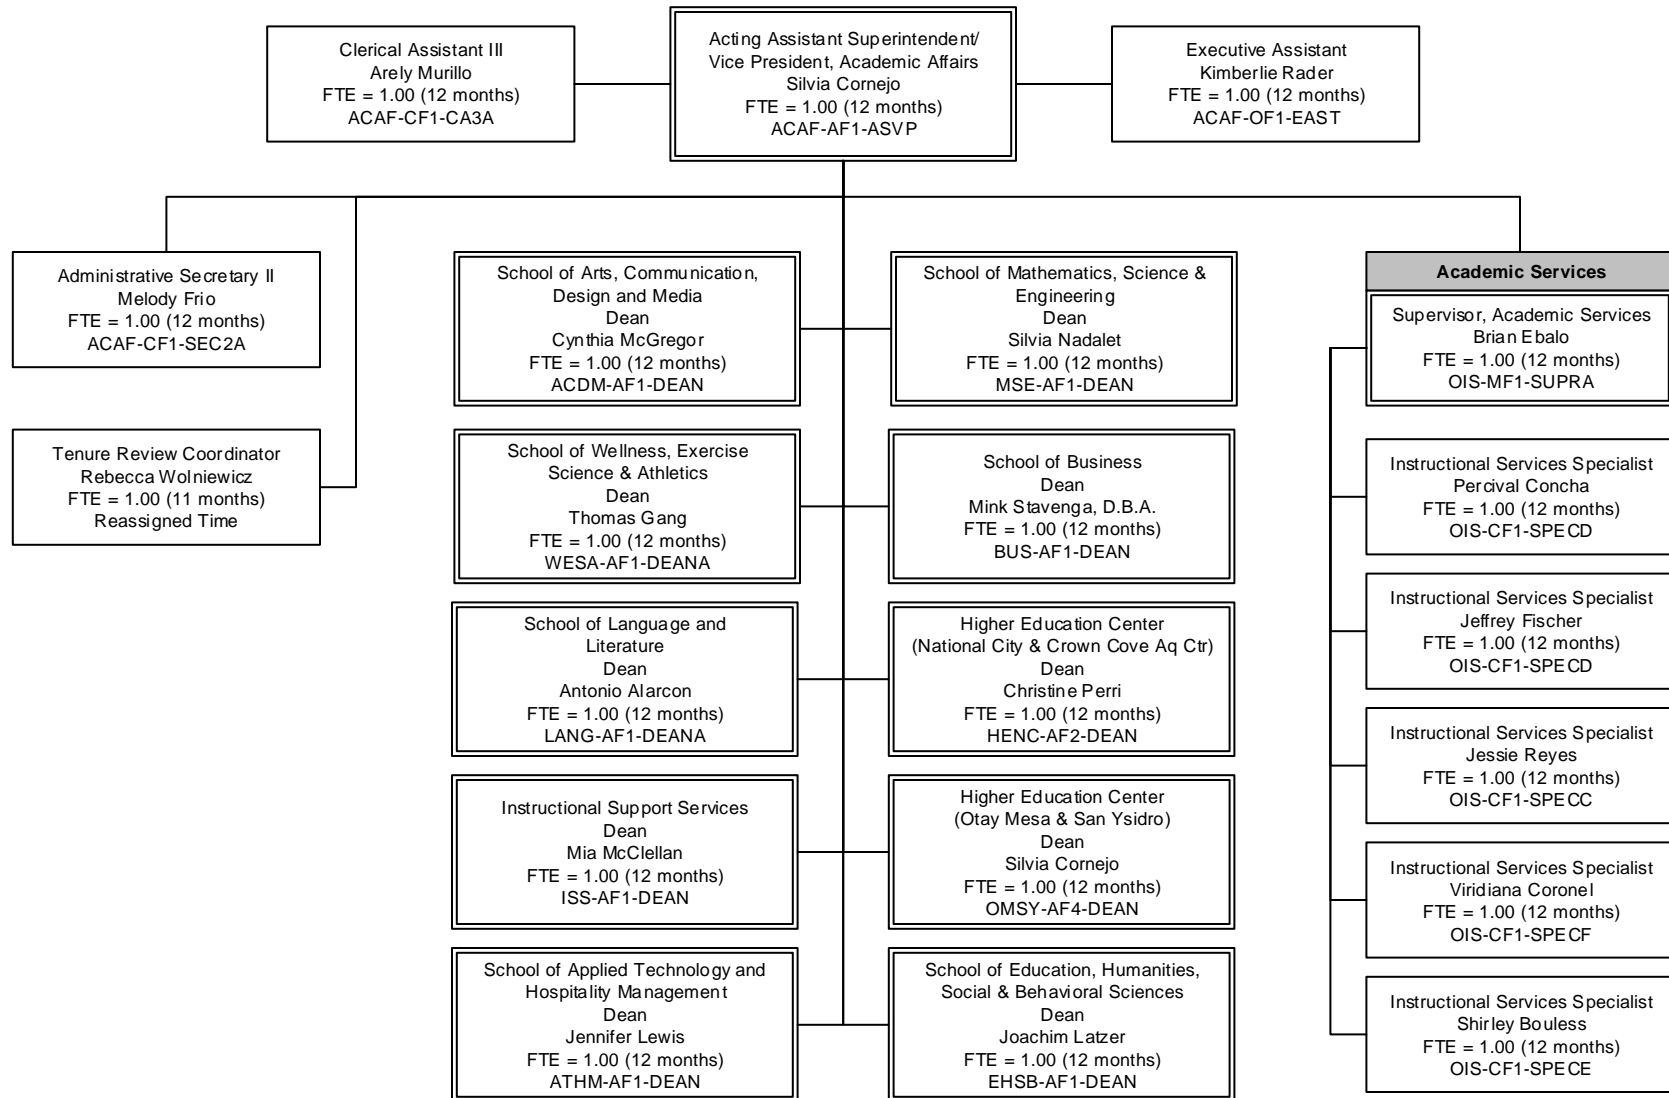 Clerical Assistant III
Arely Murillo
FTE = 1.00 (12 months)
ACAF-CF1-CA3A
Acting Assistant Superintendent/
Vice President, Academic Affairs
Silvia Cornejo
FTE = 1.00 (12 months)
ACAF-AF1-ASVP
Executive Assistant
Kimberlie Rader
FTE = 1.00 (12 months)
ACAF-OF1-EAST
Administrative Secretary II
Melody Frio
FTE = 1.00 (12 months)
ACAF-CF1-SEC2A
Tenure Review Coordinator
Rebecca Wolniewicz
FTE = 1.00 (11 months)
Reassigned Time
School of Arts, Communication,
Design and Media
Dean
Cynthia McGregor
FTE = 1.00 (12 months)
ACDM-AF1-DEAN
School of Mathematics, Science &
Engineering
Dean
Silvia Nadalet
FTE = 1.00 (12 months)
MSE-AF1-DEAN
School of Wellness, Exercise
Science & Athletics
Dean
Thomas Gang
FTE = 1.00 (12 months)
WESA-AF1-DEANA
School of Business
Dean
Mink Stavenga, D.B.A.
FTE = 1.00 (12 months)
BUS-AF1-DEAN
School of Language and
Literature
Dean
Antonio Alarcon
FTE = 1.00 (12 months)
LANG-AF1-DEANA
Higher Education Center
(National City & Crown Cove Aq Ctr)
Dean
Christine Perri
FTE = 1.00 (12 months)
HENC-AF2-DEAN
Instructional Support Services
Dean
Mia McClellan
FTE = 1.00 (12 months)
ISS-AF1-DEAN
Higher Education Center
(Otay Mesa & San Ysidro)
Dean
Silvia Cornejo
FTE = 1.00 (12 months)
OMSY-AF4-DEAN
School of Applied Technology and
Hospitality Management
Dean
Jennifer Lewis
FTE = 1.00 (12 months)
ATHM-AF1-DEAN
School of Education, Humanities,
Social & Behavioral Sciences
Dean
Joachim Latzer
FTE = 1.00 (12 months)
EHSB-AF1-DEAN
Academic Services
Supervisor, Academic Services
Brian Ebalo
FTE = 1.00 (12 months)
OIS-MF1-SUPRA
Instructional Services Specialist
Percival Concha
FTE = 1.00 (12 months)
OIS-CF1-SPECD
Instructional Services Specialist
Jeffrey Fischer
FTE = 1.00 (12 months)
OIS-CF1-SPECD
Instructional Services Specialist
Jessie Reyes
FTE = 1.00 (12 months)
OIS-CF1-SPECC
Instructional Services Specialist
Viridiana Coronel
FTE = 1.00 (12 months)
OIS-CF1-SPECF
Instructional Services Specialist
Shirley Bouless
FTE = 1.00 (12 months)
OIS-CF1-SPECE